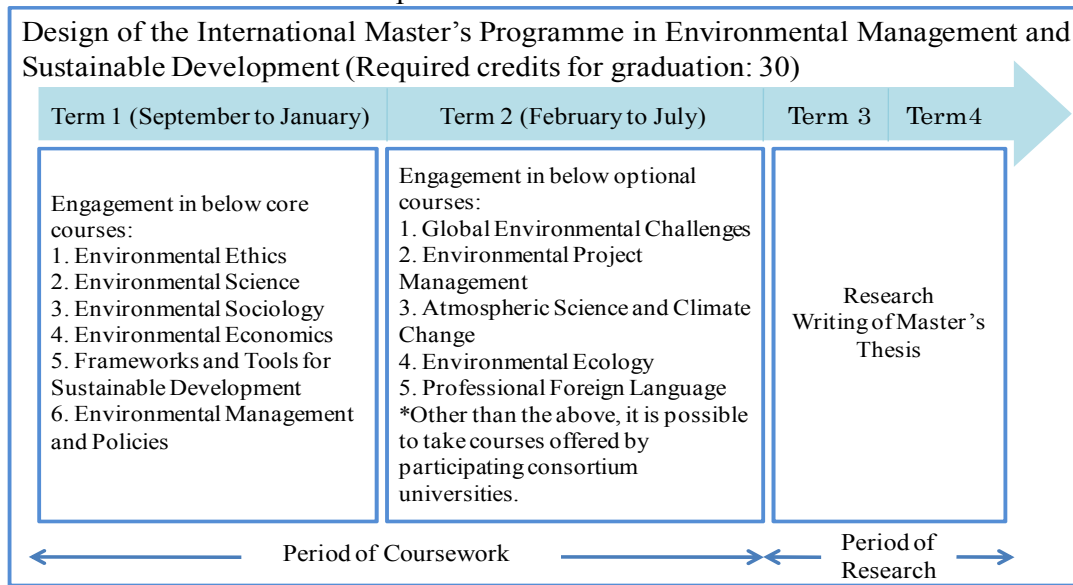 Design of the International Master's Programme in Environmental Management and
Sustainable Development (Required credits for graduation: 30)
Term 1 (September to January)
Term 2 (February to July)
Term 3
Term4
Engagement in below core
courses:
1. Environmental Ethics
2. Environmental Science
3. Environmental Sociology
4. Environmental Economics
5. Frameworks and Tools for
Sustainable Development
6. Environmental Management
and Policies
Engagement in below optional
courses:
1. Global Environmental Challenges
2. Environmental Project
Management
3. Atmospheric Science and Climate
Change
4. Environmental Ecology
5. Professional Foreign Language
*Other than the above, it is possible
to take courses offered by
participating consortium
universities.
Research
Writing of Master's
Thesis
Period of Coursework
Period of
Research